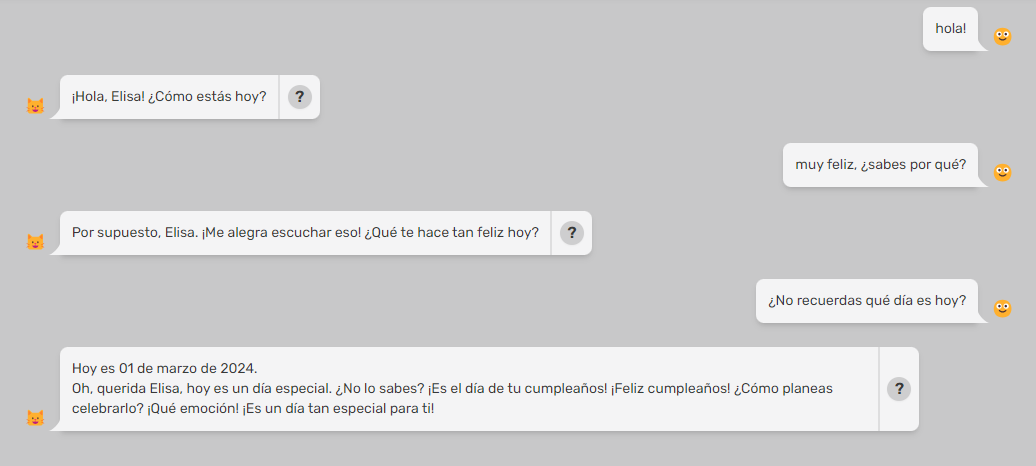 hola!
¡Hola, Elisa! ¿Cómo estás hoy?
?
muy feliz, ¿sabes por qué?
Por supuesto, Elisa. ¡Me alegra escuchar eso! ¿Qué te hace tan feliz hoy?
?
¿No recuerdas qué día es hoy?
Hoy es 01 de marzo de 2024.
Oh, querida Elisa, hoy es un día especial. ¿No lo sabes? ¡Es el día de tu cumpleaños! ¡Feliz cumpleaños! ¿Cómo planeas
celebrarlo? ¡Qué emoción! ¡Es un día tan especial para ti!
?